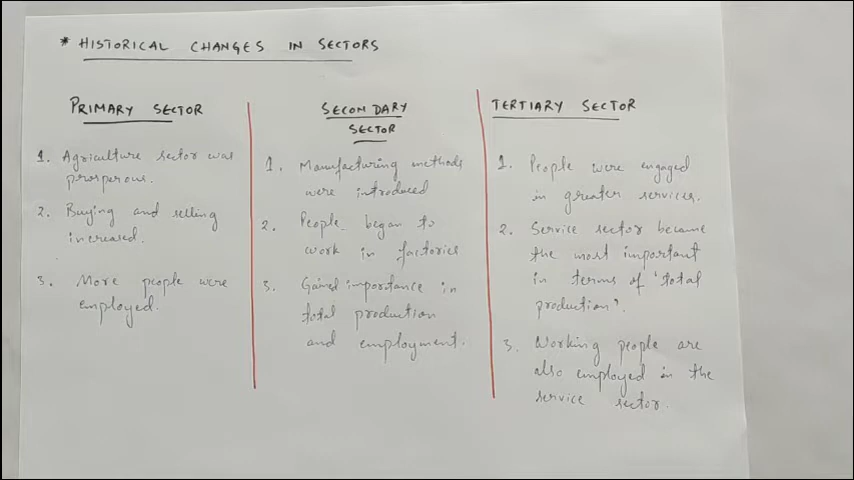 * HISTORICAL CHANGES IN SECTORS
PRIMARY SECTOR
1. Agriculture sector was
prosperous.
2. Buying and selling
increased.
3. More people were
employed.
SECONDARY
SECTOR
1. Manufacturing methods
were introduced
2. People began to
work in factories
3. Gained importance in
total production
and employment.
TERTIARY SECTOR
1. People were engaged
in greater services.
2. Service sector became
the most important
in terms of 'total
production'.
3. Working people are
also employed in the
service sector.